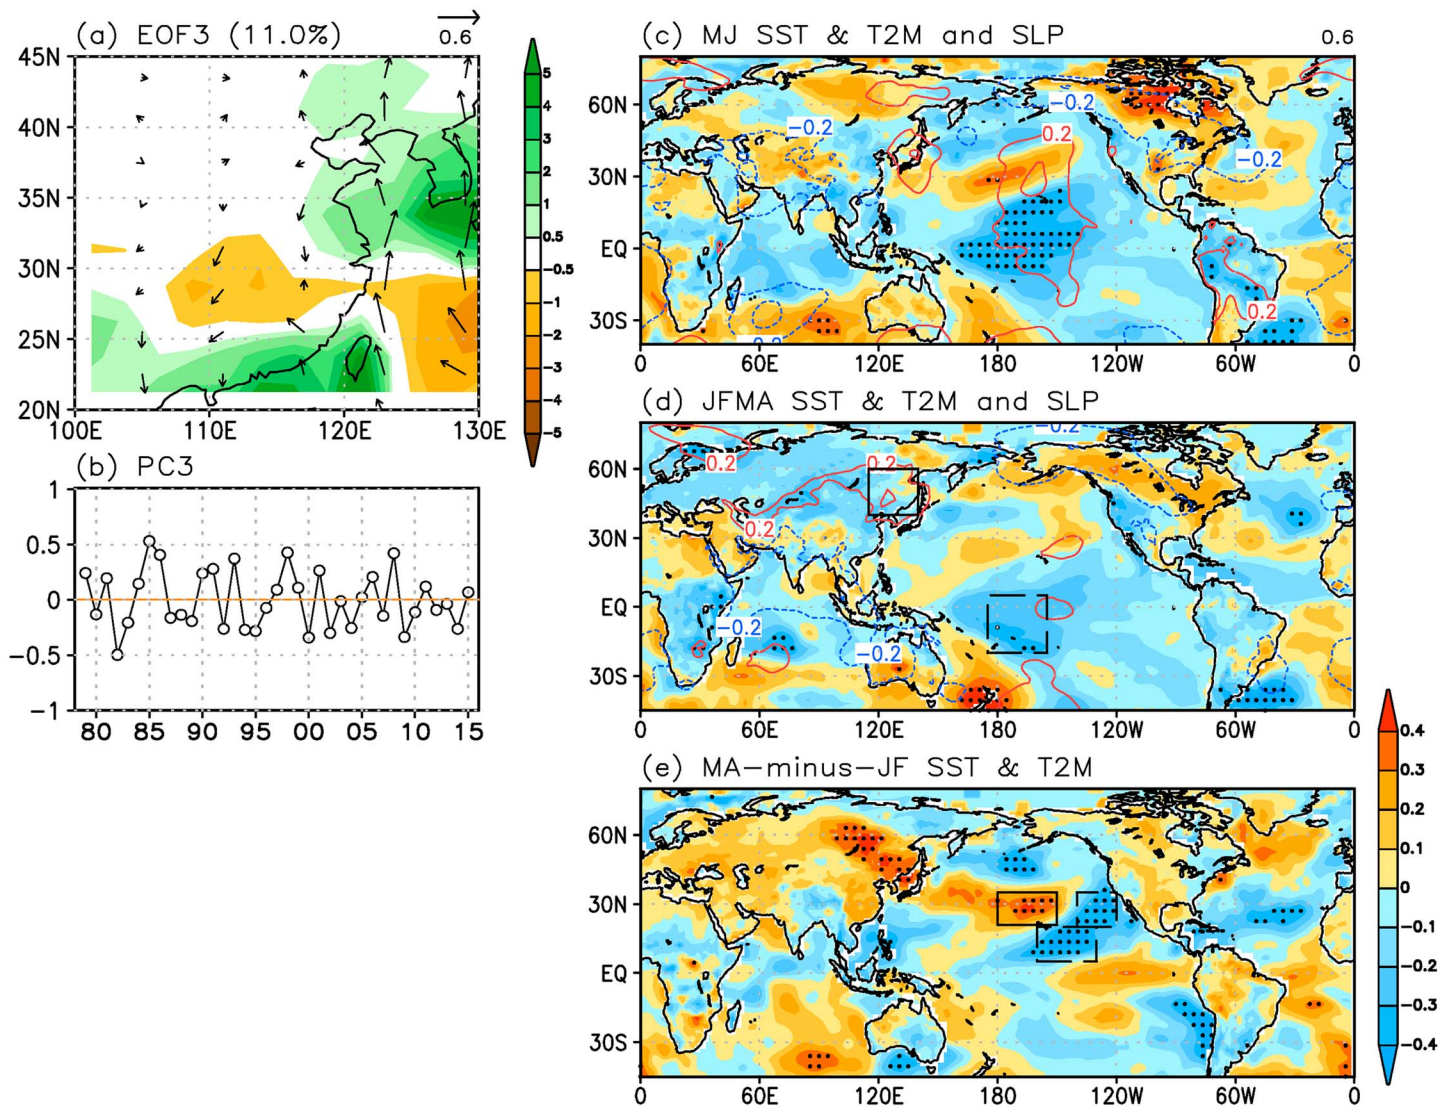 (a) EOF3 (11.0%)
0.6
45N
40N
35N
30N
25N
20N
100E 110E 120E 130E
5
4
3
2
1
0.5
-0.5
-1
-2
-3
-4
-5
(b) PC3
1
0.5
0
-0.5
-1
80 85 90 95 00 05 10 15
(c) MJ SST & T2M and SLP
0.6
60N
30N
EQ
30S
0 60E 120E 180 120W 60W 0
-0.2
-0.2
0.2
-0.2
0.2
0.2
(d) JFMA SST & T2M and SLP
60N
30N
EQ
30S
0 60E 120E 180 120W 60W 0
-0.2
0.2
0.2
0.2
-0.2
-0.2
(e) MA-minus-JF SST & T2M
60N
30N
EQ
30S
0 60E 120E 180 120W 60W 0
0.4
0.3
0.2
0.1
0
-0.1
-0.2
-0.3
-0.4